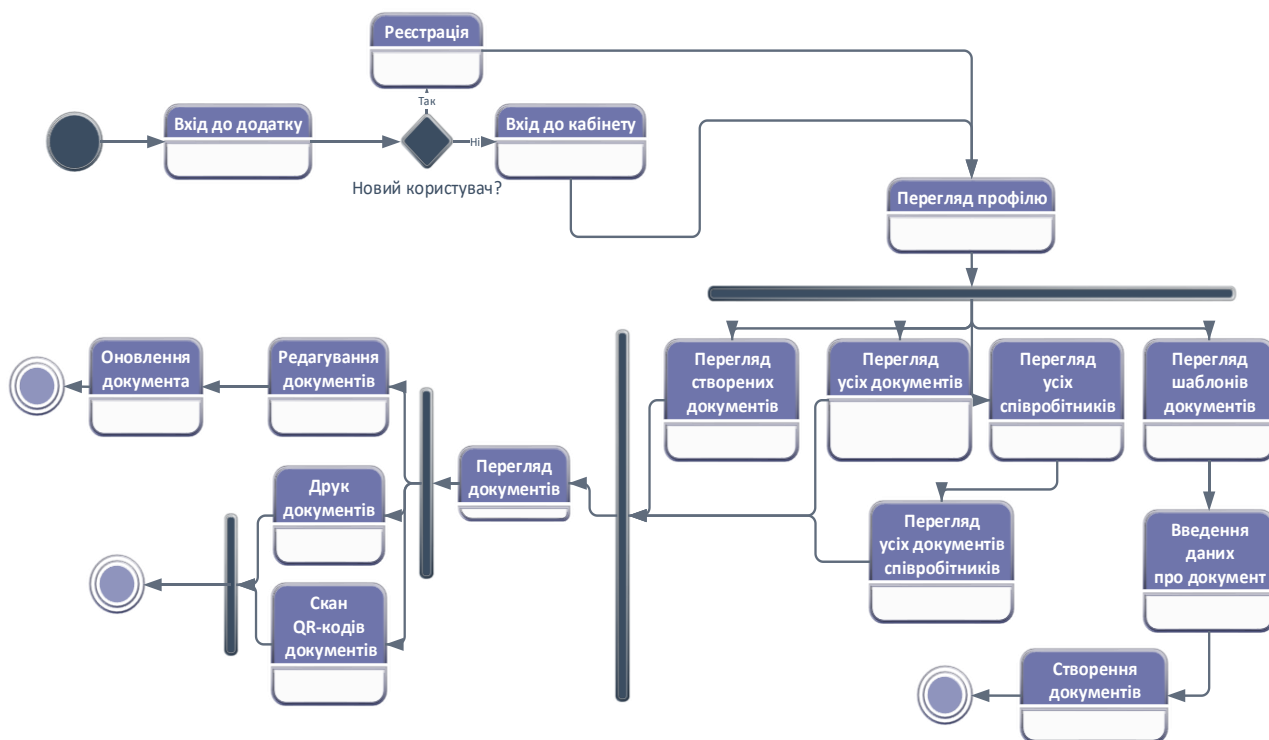 Реєстрація
Так
Вхід до додатку
Вхід до кабінету
Ні
Новий користувач?
Перегляд профілю
Оновлення
документа
Редагування
документів
Перегляд
створених
документів
Перегляд
усіх документів
Перегляд
усіх
співробітників
Перегляд
шаблонів
документів
Друк
документів
Перегляд
документів
Перегляд
усіх документів
співробітників
Введення
даних
про документ
Скан
QR-кодів
документів
Створення
документів